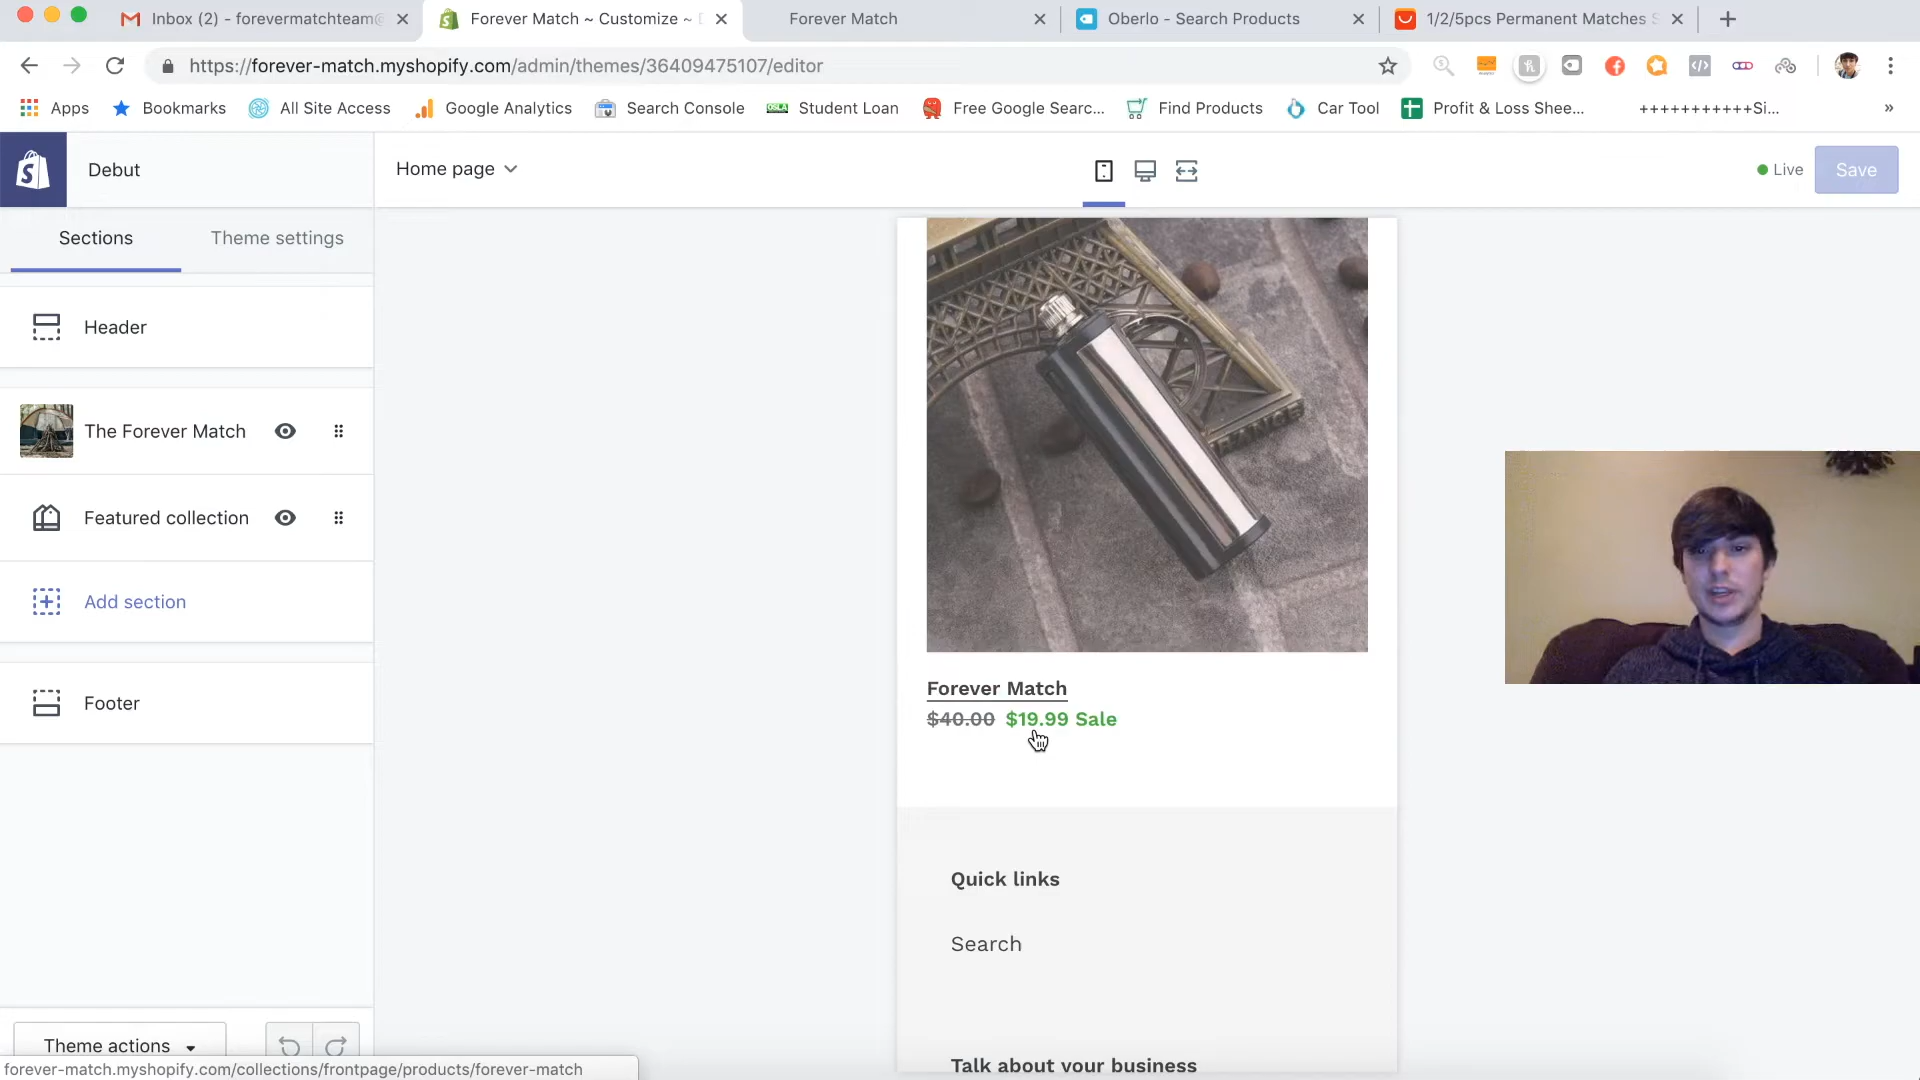 Inbox (2) - forevermatchteam@
Forever Match ~ Customize ~
Forever Match
Oberlo - Search Products
1/2/5pcs Permanent Matches S
https://forever-match.myshopify.com/admin/themes/36409475107/editor
Apps
Bookmarks
All Site Access
Google Analytics
Search Console
Student Loan
Free Google Searc...
Find Products
Car Tool
Profit & Loss Shee...
+++++++++++Si...
»
Debut
Home page
Live
Save
Sections
Theme settings
Header
The Forever Match
Featured collection
Add section
Footer
FRANCE
Forever Match
$40.00 $19.99 Sale
Quick links
Search
Talk about your business
Theme actions
forever-match.myshopify.com/collections/frontpage/products/forever-match